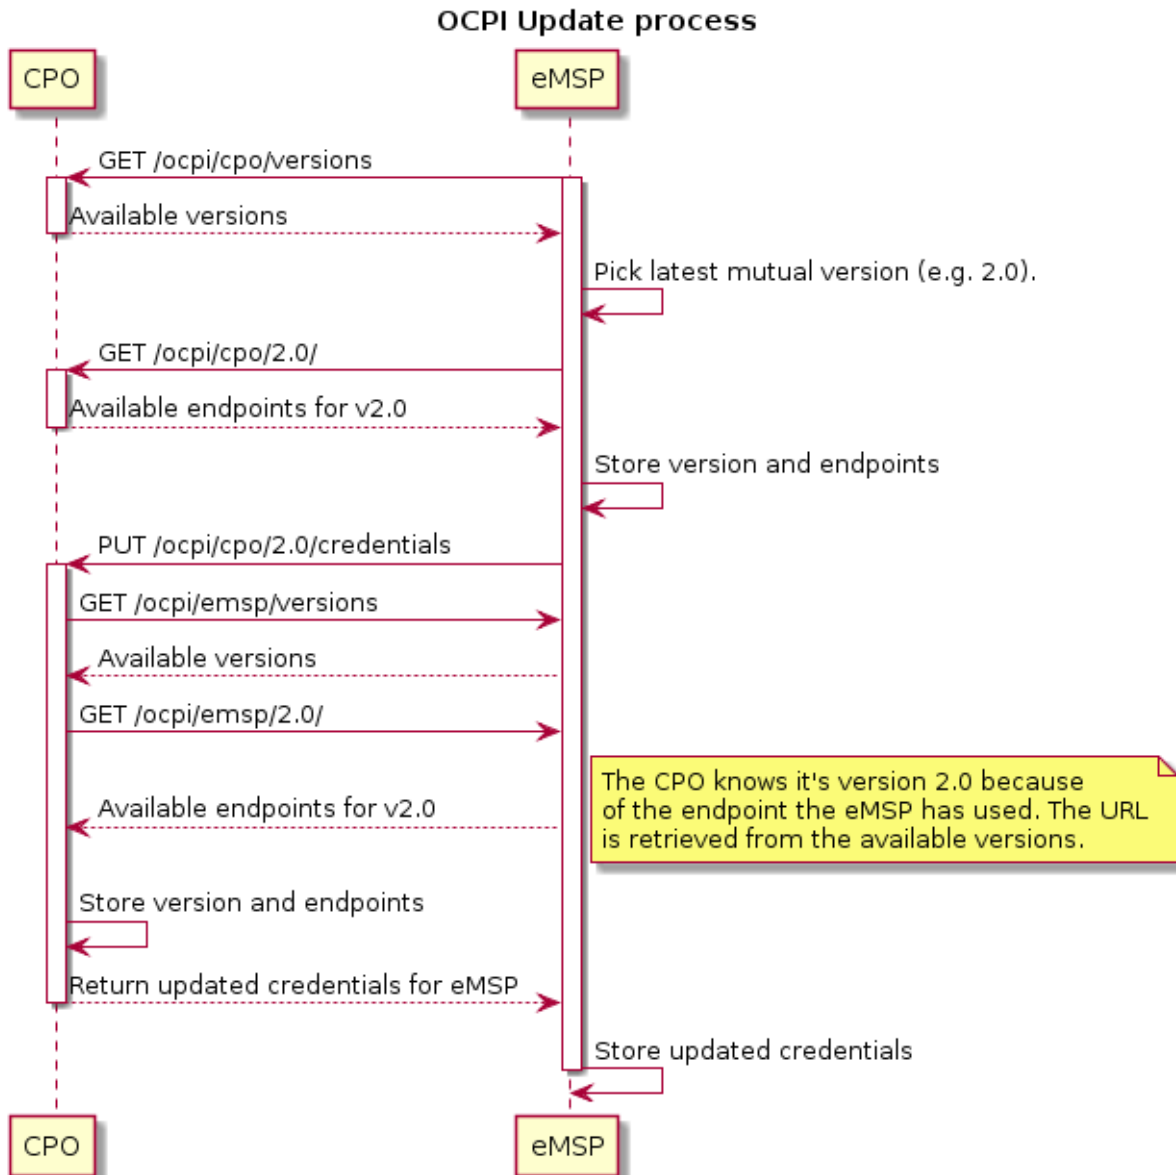 OCPI Update process
CPO
eMSP
GET /ocpi/cpo/versions
Available versions
Pick latest mutual version (e.g. 2.0).
GET /ocpi/cpo/2.0/
Available endpoints for v2.0
Store version and endpoints
PUT /ocpi/cpo/2.0/credentials
GET /ocpi/emsp/versions
Available versions
GET /ocpi/emsp/2.0/
The CPO knows it's version 2.0 because
of the endpoint the eMSP has used. The URL
is retrieved from the available versions.
Available endpoints for v2.0
Store version and endpoints
Return updated credentials for eMSP
Store updated credentials
CPO
eMSP